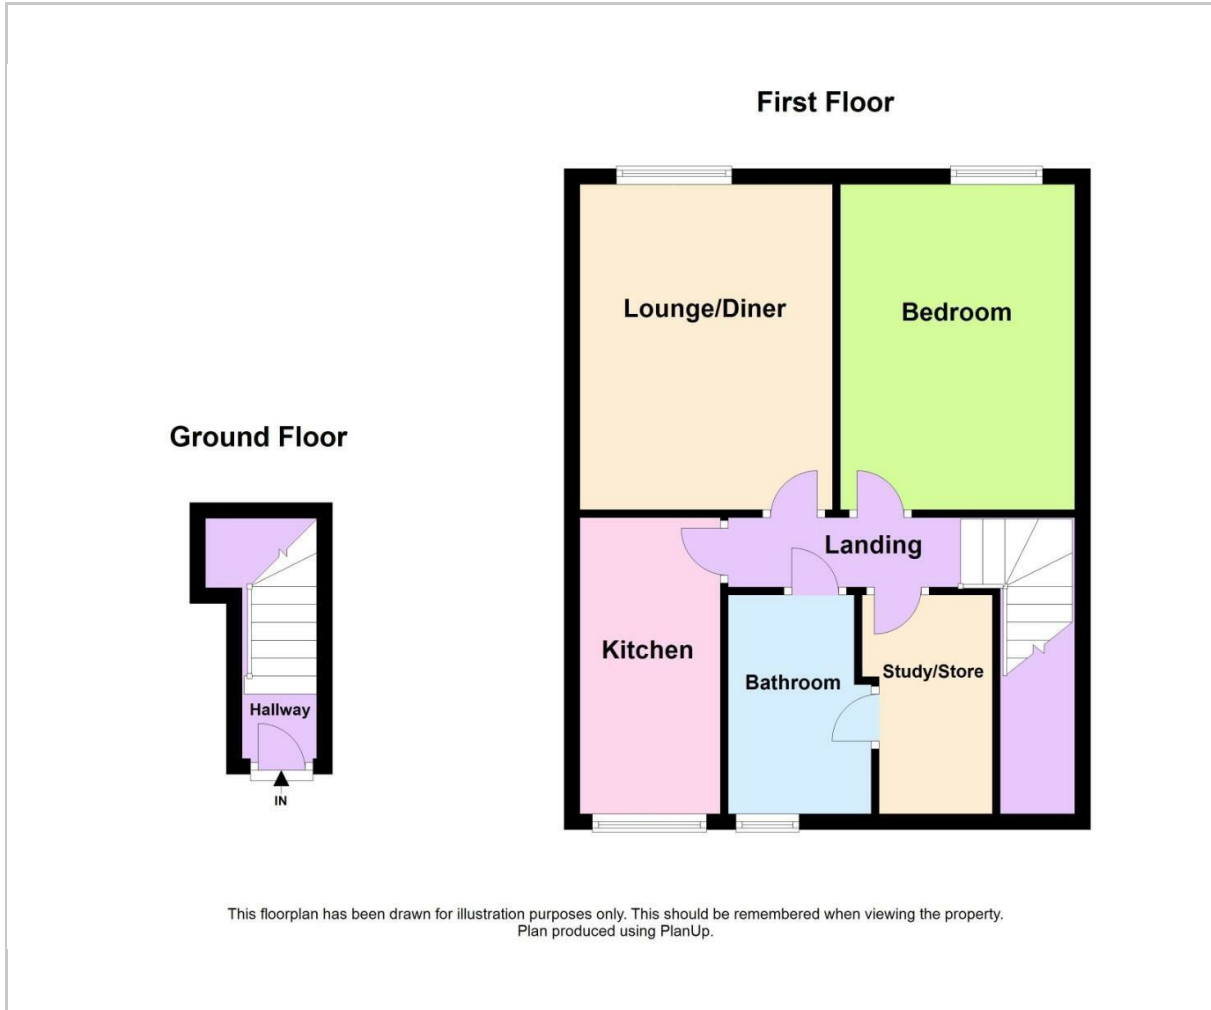 First Floor
Lounge/Diner
Bedroom
Ground Floor
Landing
Kitchen
Bathroom
Study/Store
Hallway
IN
This floorplan has been drawn for illustration purposes only. This should be remembered when viewing the property.
Plan produced using PlanUp.